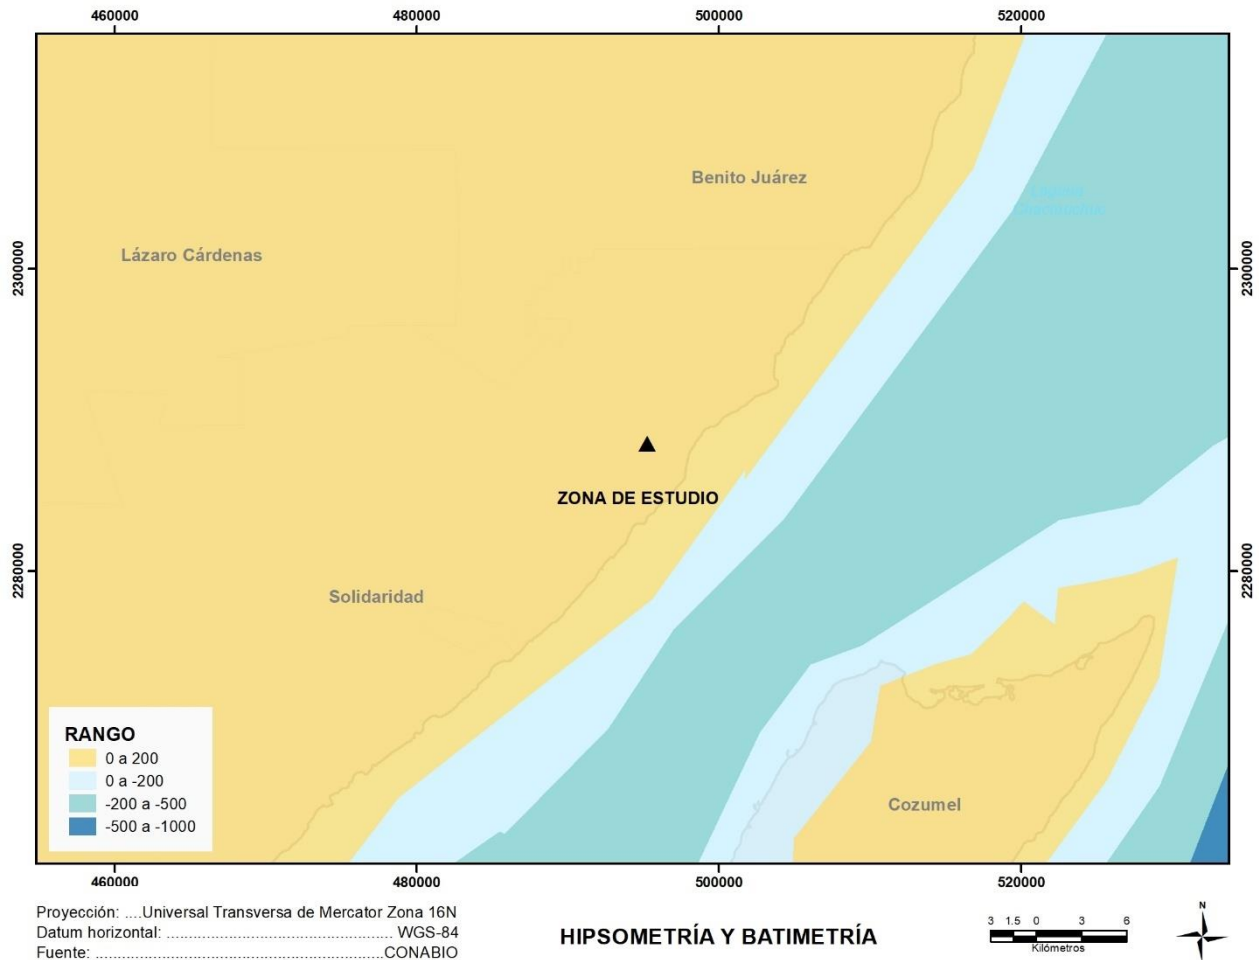 460000 480000 500000 520000
Benito Juárez
Lázaro Cárdenas
2300000 2300000
ZONA DE ESTUDIO
2280000 2280000
Solidaridad
RANGO
0 a 200
0 a -200
-200 a -500
-500 a -1000
Cozumel
460000 480000 500000 520000
Proyección: ....Universal Transversa de Mercator Zona 16N
Datum horizontal: ................................................ WGS-84
Fuente: .............................................................CONABIO
HIPSOMETRÍA Y BATIMETRÍA
3 1.5 0 3 6
Kilómetros
N